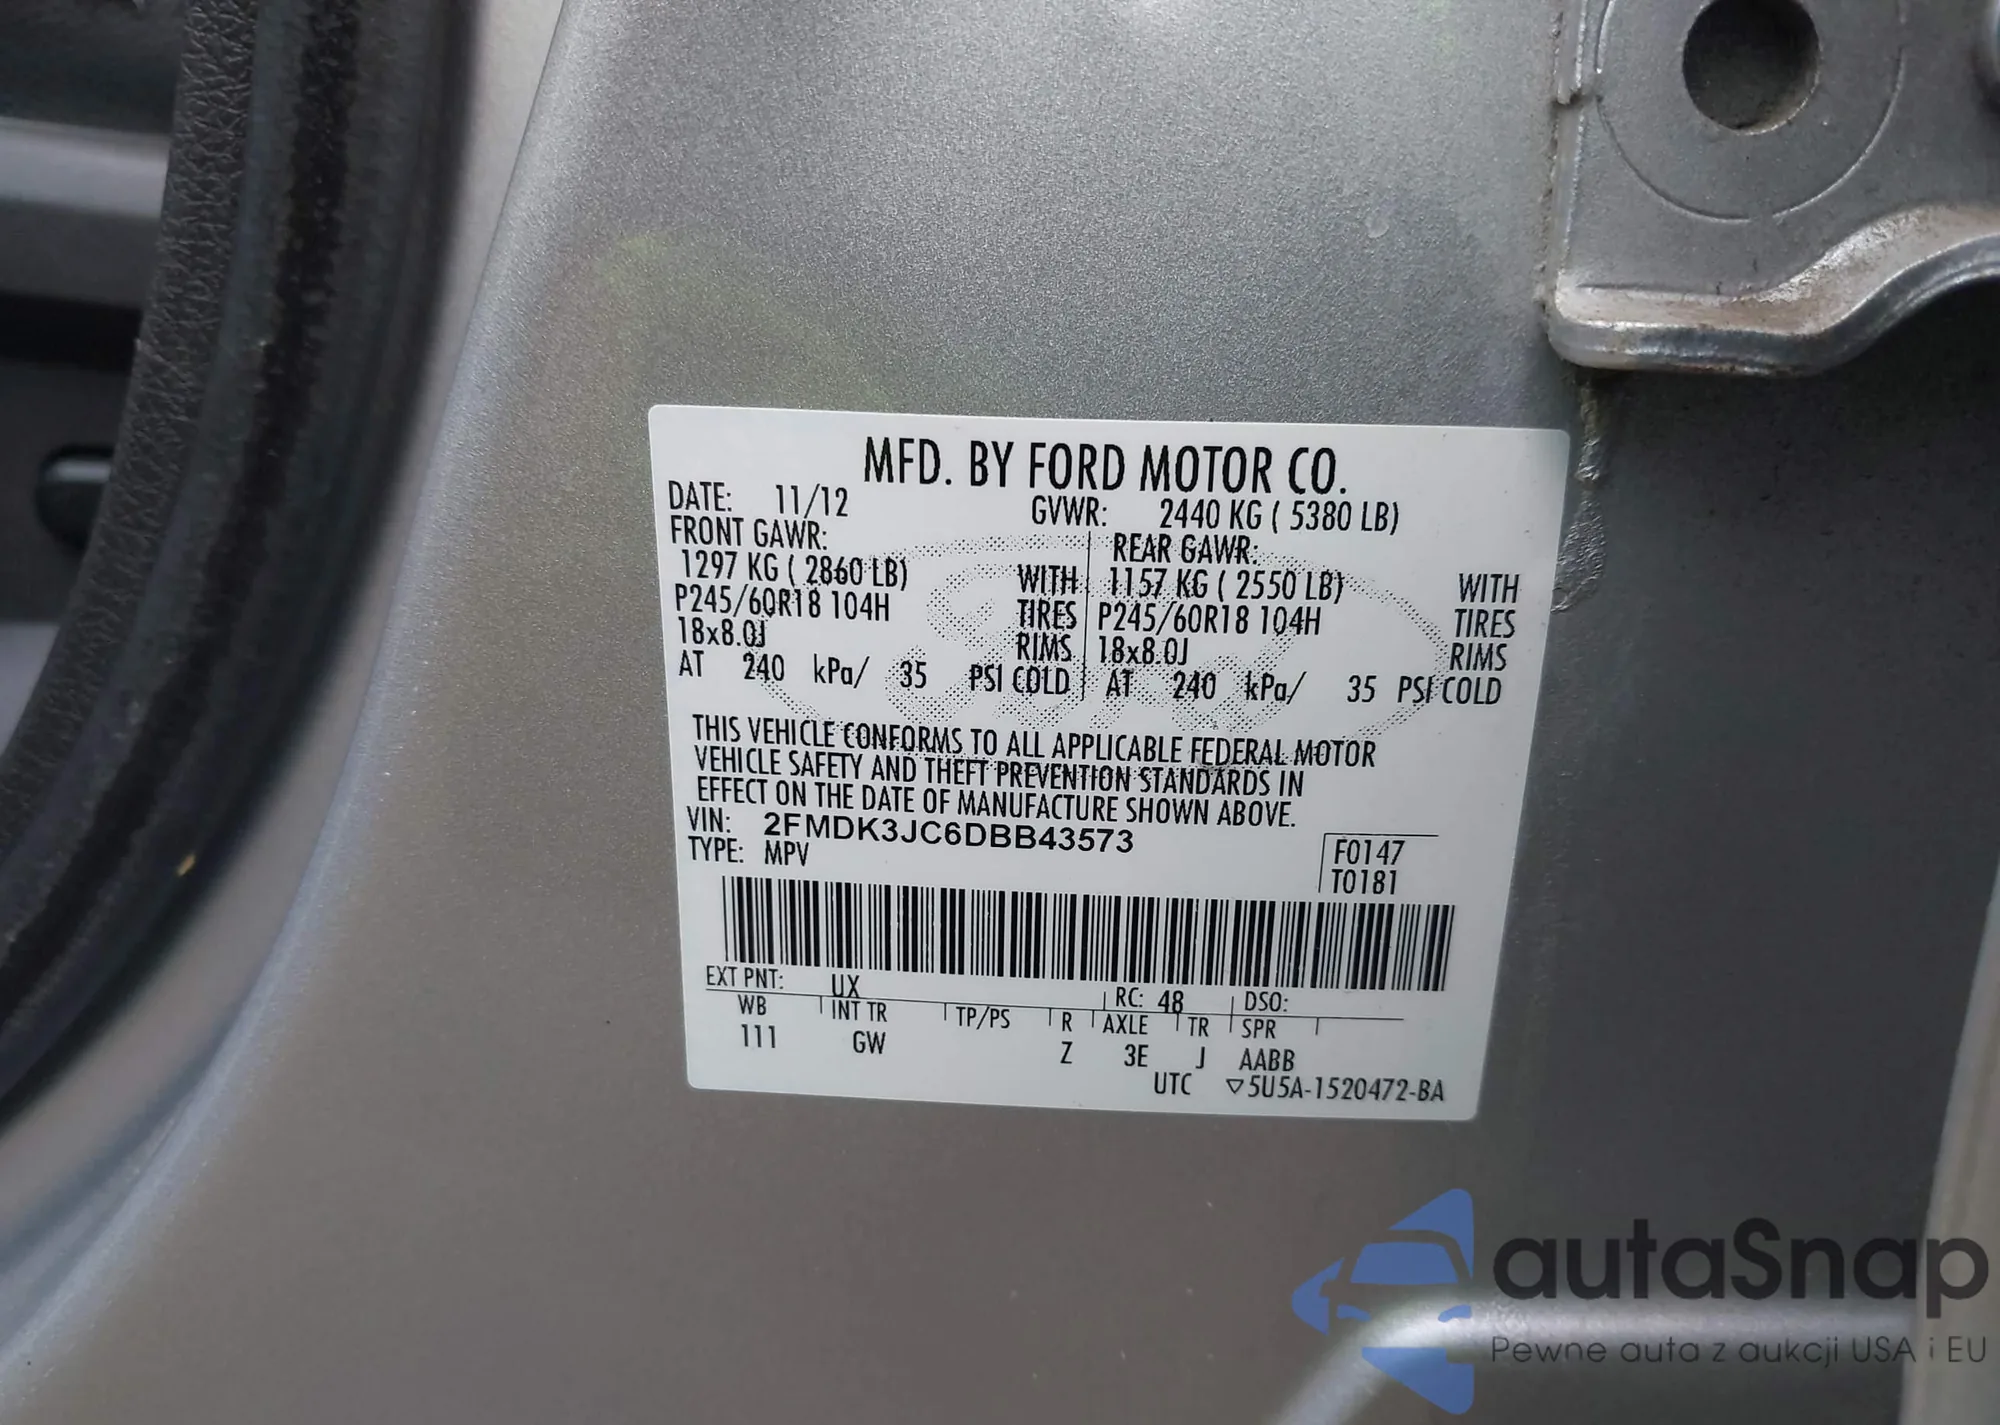 MFD. BY FORD MOTOR CO.
DATE: 11/12 GVWR: 2440 KG ( 5380 LB)
FRONT GAWR: REAR GAWR:
1297 KG ( 2860 LB) WITH 1157 KG ( 2550 LB) WITH
P245/60R18 104H TIRES P245/60R18 104H TIRES
18x8.0J RIMS 18x8.0J RIMS
AT 240 kPa/ 35 PSI COLD AT 240 kPa/ 35 PSI COLD
THIS VEHICLE CONFORMS TO ALL APPLICABLE FEDERAL MOTOR
VEHICLE SAFETY AND THEFT PREVENTION STANDARDS IN
EFFECT ON THE DATE OF MANUFACTURE SHOWN ABOVE.
VIN: 2FMDK3JC6DBB43573
TYPE: MPV
F0147
T0181
EXT PNT: UX RC: 48 DSO:
WB INT TR TP/PS R AXLE TR SPR
111 GW Z 3E J AABB
UTC ▽5U5A-1520472-BA
autaSnap
Pewne auta z aukcji USA i EU